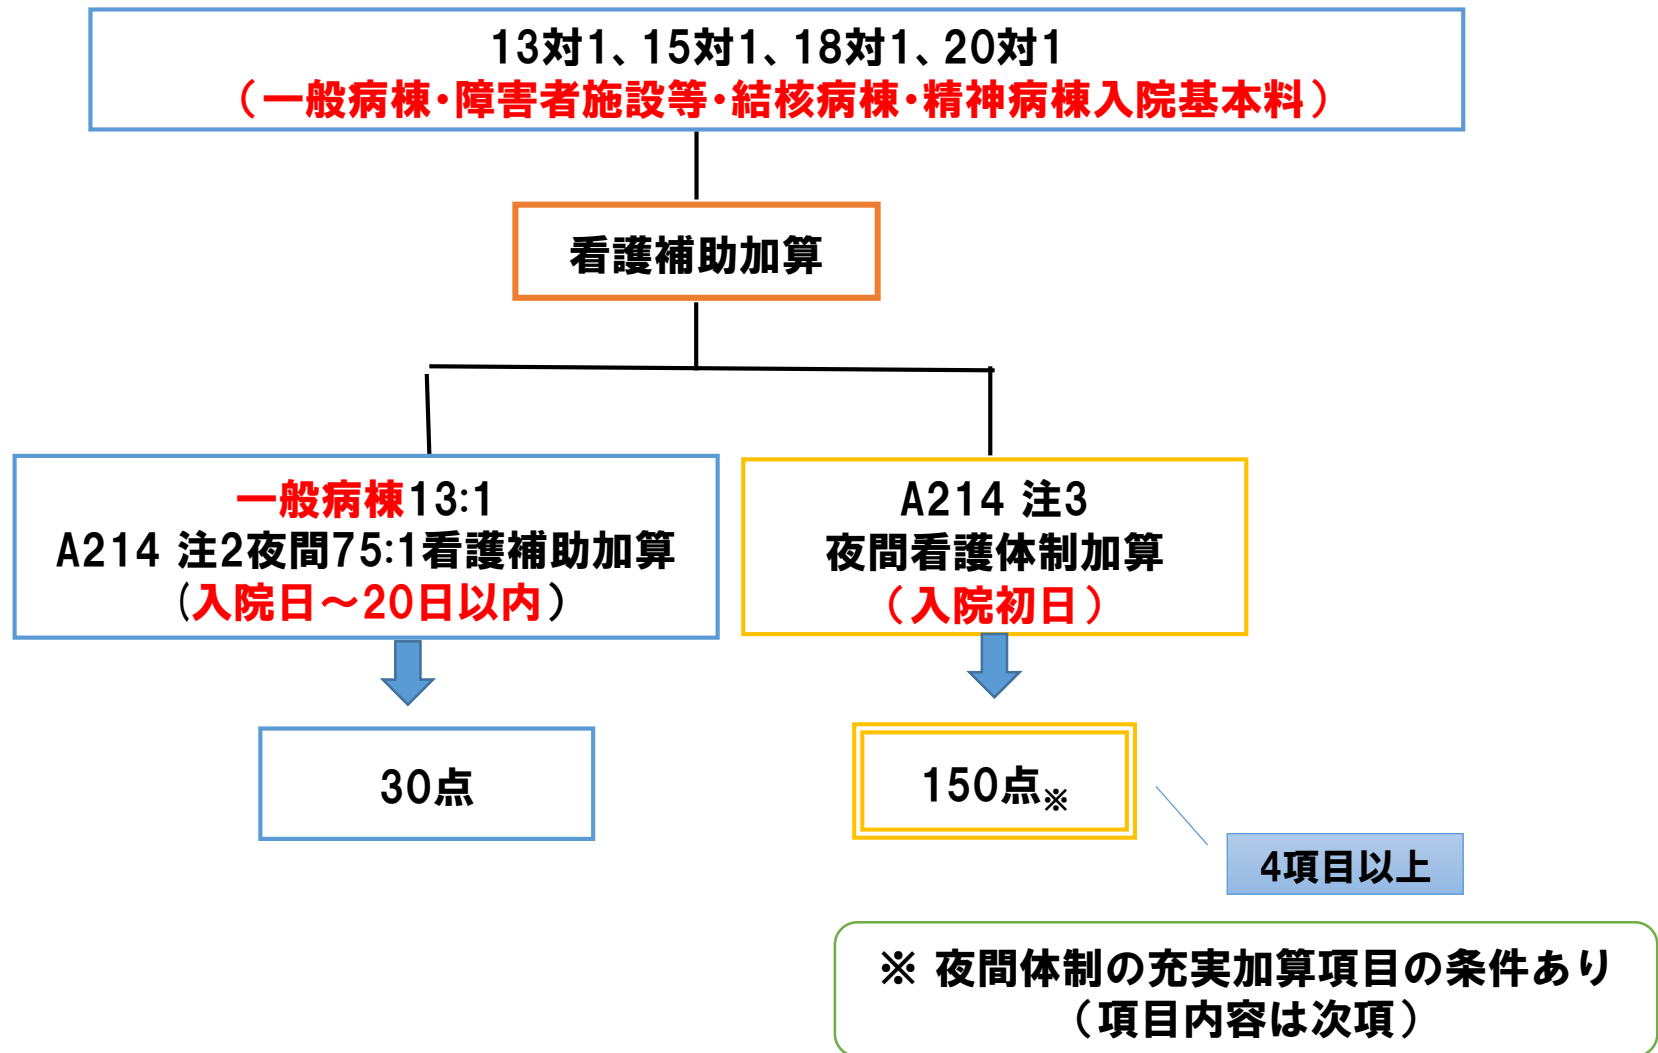 13対1、15対1、18対1、20対1
（一般病棟・障害者施設等・結核病棟・精神病棟入院基本料）
看護補助加算
一般病棟13:1
A214 注2夜間75:1看護補助加算
(入院日～20日以内）
A214 注3
夜間看護体制加算
（入院初日）
30点
150点※
4項目以上
※ 夜間体制の充実加算項目の条件あり
（項目内容は次項）